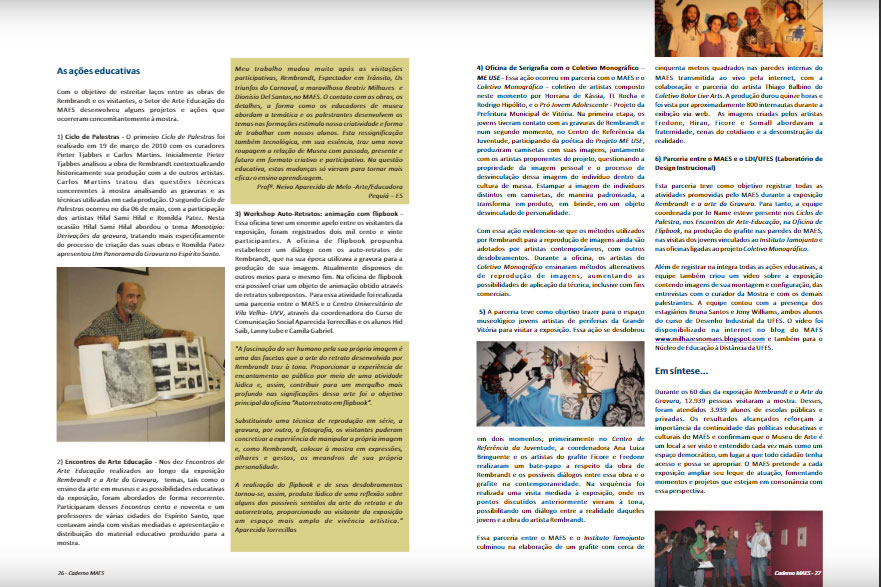 As ações educativas
Com o objetivo de estreitar laços entre as obras de
Rembrandt e os visitantes, o Setor de Arte Educação do
MAES desenvolveu alguns projetos e ações que
ocorreram concomitantemente à mostra.
1) Ciclo de Palestras - O primeiro Ciclo de Palestras foi
realizado em 19 de março de 2010 com os curadores
Pieter Tjabbes e Carlos Martins. Inicialmente Pieter
Tjabbes analisou a obra de Rembrandt contextualizando
historicamente sua produção com a de outros artistas.
Carlos Martins tratou das questões técnicas
concernentes à mostra analisando as gravuras e as
técnicas utilizadas em cada produção. O segundo Ciclo de
Palestras ocorreu no dia 06 de maio, com a participação
dos artistas Hilal Sami Hilal e Romilda Patez. Nesta
ocasião Hilal Sami Hilal abordou o tema Monotipia:
Derivações da gravura, tratando mais especificamente
do processo de criação das suas obras e Romilda Patez
apresentou Um Panorama da Gravura no Espírito Santo.
2) Encontros de Arte Educação - Nos dez Encontros de
Arte Educação realizados ao longo da exposição
Rembrandt e a Arte da Gravura, temas, tais como o
ensino da arte em museus e as possibilidades educativas
da exposição, foram abordados de forma recorrente.
Participaram desses Encontros cento e noventa e um
professores de várias cidades do Espírito Santo, que
contavam ainda com visitas mediadas e apresentação e
distribuição do material educativo produzido para a
mostra.
26 - Caderno MAES
Meu trabalho mudou muito após as visitações
participativas, Rembrandt, Espectador em Trânsito, Os
triunfos do Carnaval, a maravilhosa Beatriz Milhazes e
Dionísio Del Santos,no MAES. O contato com as obras, os
detalhes, a forma como os educadores de museu
abordam a temática e os palestrantes desenvolvem os
temas nas formações estimula nossa criatividade e forma
de trabalhar com nossos alunos. Esta ressignificação
também tecnológica, em sua essência, traz uma nova
roupagem a relação de Museu com passado, presente e
futuro em formato criativo e participativo. Na questão
educativa, estas mudanças só vieram para tornar mais
eficaz o ensino aprendizagem.
Profª. Neiva Aparecida de Melo -Arte/Educadora
Pequiá – ES
3) Workshop Auto-Retratos: animação com flipbook -
Essa oficina teve um enorme apelo entre os visitantes da
exposição, foram registrados dois mil cento e vinte
participantes. A oficina de flipbook propunha
estabelecer um diálogo com os auto-retratos de
Rembrandt, que na sua época utilizava a gravura para a
produção de sua imagem. Atualmente dispomos de
outros meios para o mesmo fim. Na oficina de flipbook
era possível criar um objeto de animação obtido através
de retratos sobrepostos. Para essa atividade foi realizada
uma parceria entre o MAES e o Centro Universitário de
Vila Velha- UVV, através da coordenadora do Curso de
Comunicação Social Aparecida Torrecillas e os alunos Hid
Saib, Lanny Lube e Camila Gabriel.
"A fascinação do ser humano pela sua própria imagem é
uma das facetas que a arte do retrato desenvolvida por
Rembrandt traz à tona. Proporcionar a experiência de
encantamento ao público por meio de uma atividade
lúdica e, assim, contribuir para um mergulho mais
profundo nas significações dessa arte foi o objetivo
principal da oficina "Autorretrato em flipbook".
Substituindo uma técnica de reprodução em série, a
gravura, por outra, a fotografia, os visitantes puderam
concretizar a experiência de manipular a própria imagem
e, como Rembrandt, colocar à mostra em expressões,
olhares e gestos, os meandros de sua própria
personalidade.
A realização do flipbook e de seus desdobramentos
tornou-se, assim, produto lúdico de uma reflexão sobre
alguns dos possíveis sentidos da arte do retrato e do
autorretrato, proporcionado ao visitante da exposição
um espaço mais amplo de vivência artística."
Aparecida Torrecillas
4) Oficina de Serigrafia com o Coletivo Monográfico –
ME USE - Essa ação ocorreu em parceria com o MAES e o
Coletivo Monográfico - coletivo de artistas composto
neste momento por Herrana de Kássia, Tt Rocha e
Rodrigo Hipólito, e o Pró Jovem Adolescente - Projeto da
Prefeitura Municipal de Vitória. Na primeira etapa, os
jovens tiveram contato com as gravuras de Rembrandt e
num segundo momento, no Centro de Referência da
Juventude, participando da poética do Projeto ME USE,
produziram camisetas com suas imagens, juntamente
com os artistas proponentes do projeto, questionando a
propriedade da imagem pessoal e o processo de
desvinculação dessa imagem do indivíduo dentro da
cultura de massa. Estampar a imagem de indivíduos
distintos em camisetas, de maneira padronizada, a
transforma em produto, em brinde, em um objeto
desvinculado de personalidade.
Com essa ação evidenciou-se que os métodos utilizados
por Rembrandt para a reprodução de imagens ainda são
adotados por artistas contemporâneos, com outros
desdobramentos. Durante a oficina, os artistas do
Coletivo Monográfico ensinaram métodos alternativos
de reprodução de imagens, aumentando as
possibilidades de aplicação da técnica, inclusive com fins
comerciais.
5) A parceria teve como objetivo trazer para o espaço
museológico jovens artistas de periferias da Grande
Vitória para visitar a exposição. Essa ação se desdobrou
em dois momentos; primeiramente no Centro de
Referência da Juventude, a coordenadora Ana Luiza
Bringuente e os artistas do grafite Ficore e Fredone
realizaram um bate-papo a respeito da obra de
Rembrandt e os possíveis diálogos entre essa obra e o
grafite na contemporaneidade. Na sequência foi
realizada uma visita mediada à exposição, onde os
pontos discutidos anteriormente vieram à tona,
possibilitando um diálogo entre a realidade daqueles
jovens e a obra do artista Rembrandt.
Essa parceria entre o MAES e o Instituto Tamojunto
culminou na elaboração de um grafite com cerca de
cinquenta metros quadrados nas paredes internas do
MAES transmitida ao vivo pela internet, com a
colaboração e parceria do artista Thiago Balbino do
Coletivo Bolor Live Arts. A produção durou quinze horas e
foi vista por aproximadamente 800 internautas durante a
exibição via web. As imagens criadas pelos artistas
Fredone, Hiran, Ficore e Somall abordavam a
fraternidade, cenas do cotidiano e a desconstrução da
realidade.
6) Parceria entre o MAES e o LDI/UFES (Laboratório de
Design Instrucional)
Esta parceria teve como objetivo registrar todas as
atividades promovidas pelo MAES durante a exposição
Rembrandt e a arte da Gravura. Para tanto, a equipe
coordenada por Jo Name esteve presente nos Ciclos de
Palestra, nos Encontros de Arte-Educação, na Oficina de
Flipbook, na produção do grafite nas paredes do MAES,
nas visitas dos jovens vinculados ao Instituto Tamojunto e
nas oficinas ligadas ao projeto Coletivo Monográfico.
Além de registrar na íntegra todas as ações educativas, a
equipe também criou um vídeo sobre a exposição
contendo imagens de sua montagem e configuração, das
entrevistas com o curador da Mostra e com os demais
palestrantes. A equipe contou com a presença dos
estagiários Bruna Santos e Jony Williams, ambos alunos
do curso de Desenho Industrial da UFES. O vídeo foi
disponibilizado na internet no blog do MAES
www.milhazesnomaes.blogspot.com e também para o
Núcleo de Educação à Distância da UFES.
Em síntese...
Durante os 60 dias da exposição Rembrandt e a Arte da
Gravura, 12.939 pessoas visitaram a mostra. Desses,
foram atendidos 3.939 alunos de escolas públicas e
privadas. Os resultados alcançados reforçam a
importância da continuidade das políticas educativas e
culturais do MAES e confirmam que o Museu de Arte é
um local a ser visto e entendido cada vez mais como um
espaço democrático, um lugar a que todo cidadão tenha
acesso e possa se apropriar. O MAES pretende a cada
exposição ampliar seu leque de atuação, fomentando
momentos e projetos que estejam em consonância com
essa perspectiva.
Caderno MAES - 27